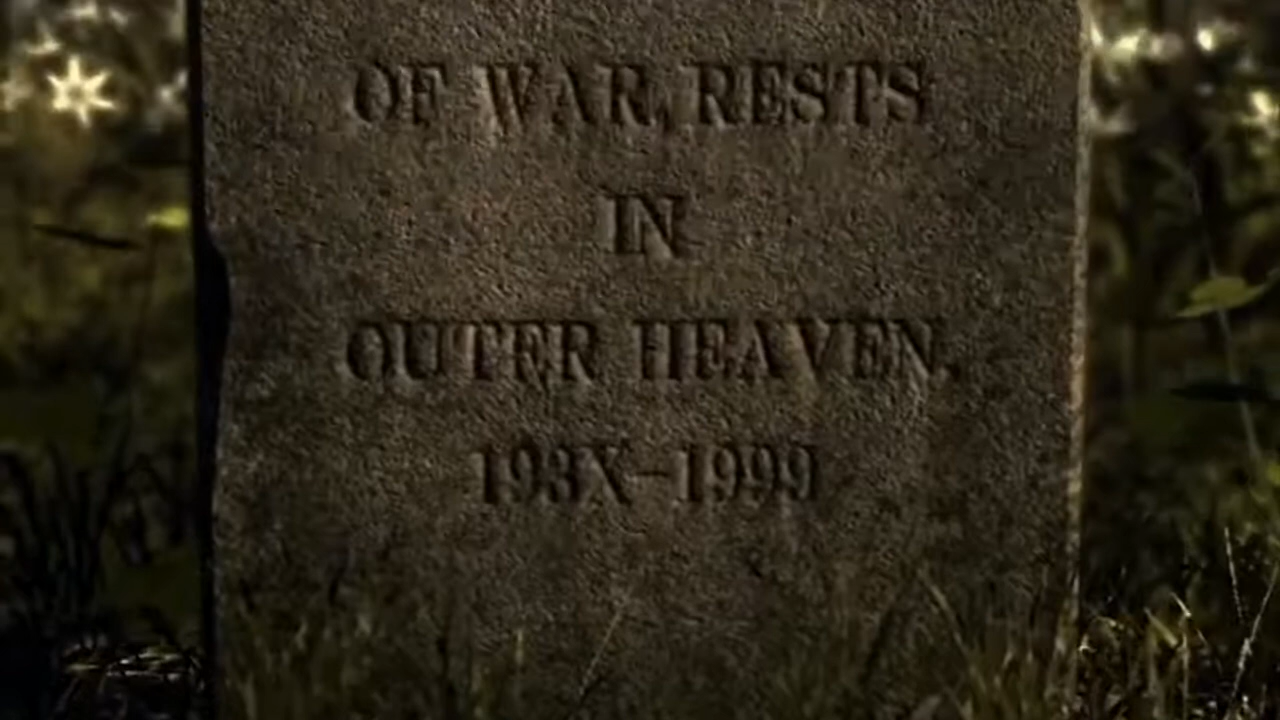 OF WAR, RESTS
IN
OUTER HEAVEN.
193X-1999